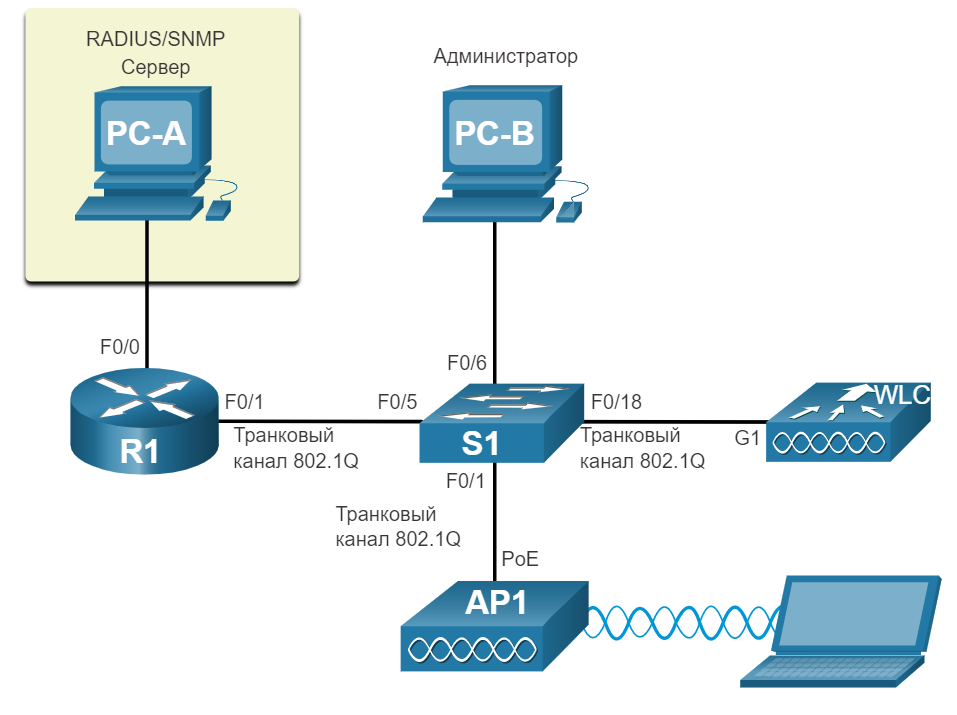 RADIUS/SNMP
Сервер
PC-A
Администратор
PC-B
F0/0
F0/6
R1
F0/1
Транковый
канал 802.1Q
F0/5
S1
F0/18
Транковый
канал 802.1Q
G1
WLC
F0/1
Транковый
канал 802.1Q
PoE
AP1